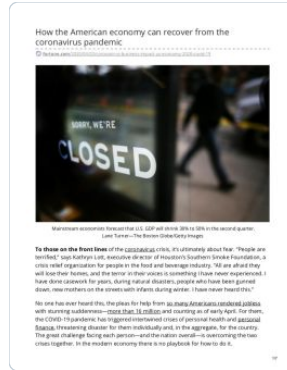 How the American economy can recover from the
coronavirus pandemic
SORRY, WE'RE
CLOSED
Mainstream economists forecast that U.S. GDP will shrink 30% to 50% in the second quarter.
Lane Turner—The Boston Globe/Getty Images
To those on the front lines of the coronavirus crisis, it's ultimately about fear. "People are
terrified," says Kathryn Lott, executive director of Houston's Southern Smoke Foundation, a
crisis relief organization for people in the food and beverage industry. "All are afraid they
will lose their homes, and the terror in their voices is something I have never experienced. I
have done casework for years, during natural disasters, people who have been gunned
down, new mothers on the streets with infants during winter. I have never heard this."
No one has ever heard this, the pleas for help from so many Americans rendered jobless
with stunning suddenness—more than 16 million and counting as of early April. For them,
the COVID-19 pandemic has triggered intertwined crises of personal health and personal
finance, threatening disaster for them individually and, in the aggregate, for the country.
The great challenge facing each person—and the nation overall—is overcoming the two
crises together. In the modern economy there is no playbook for how to do it.